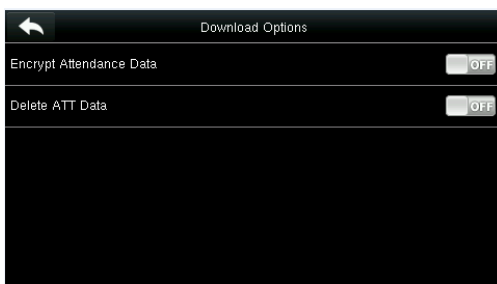 Download Options
Encrypt Attendance Data
OFF
Delete ATT Data
OFF